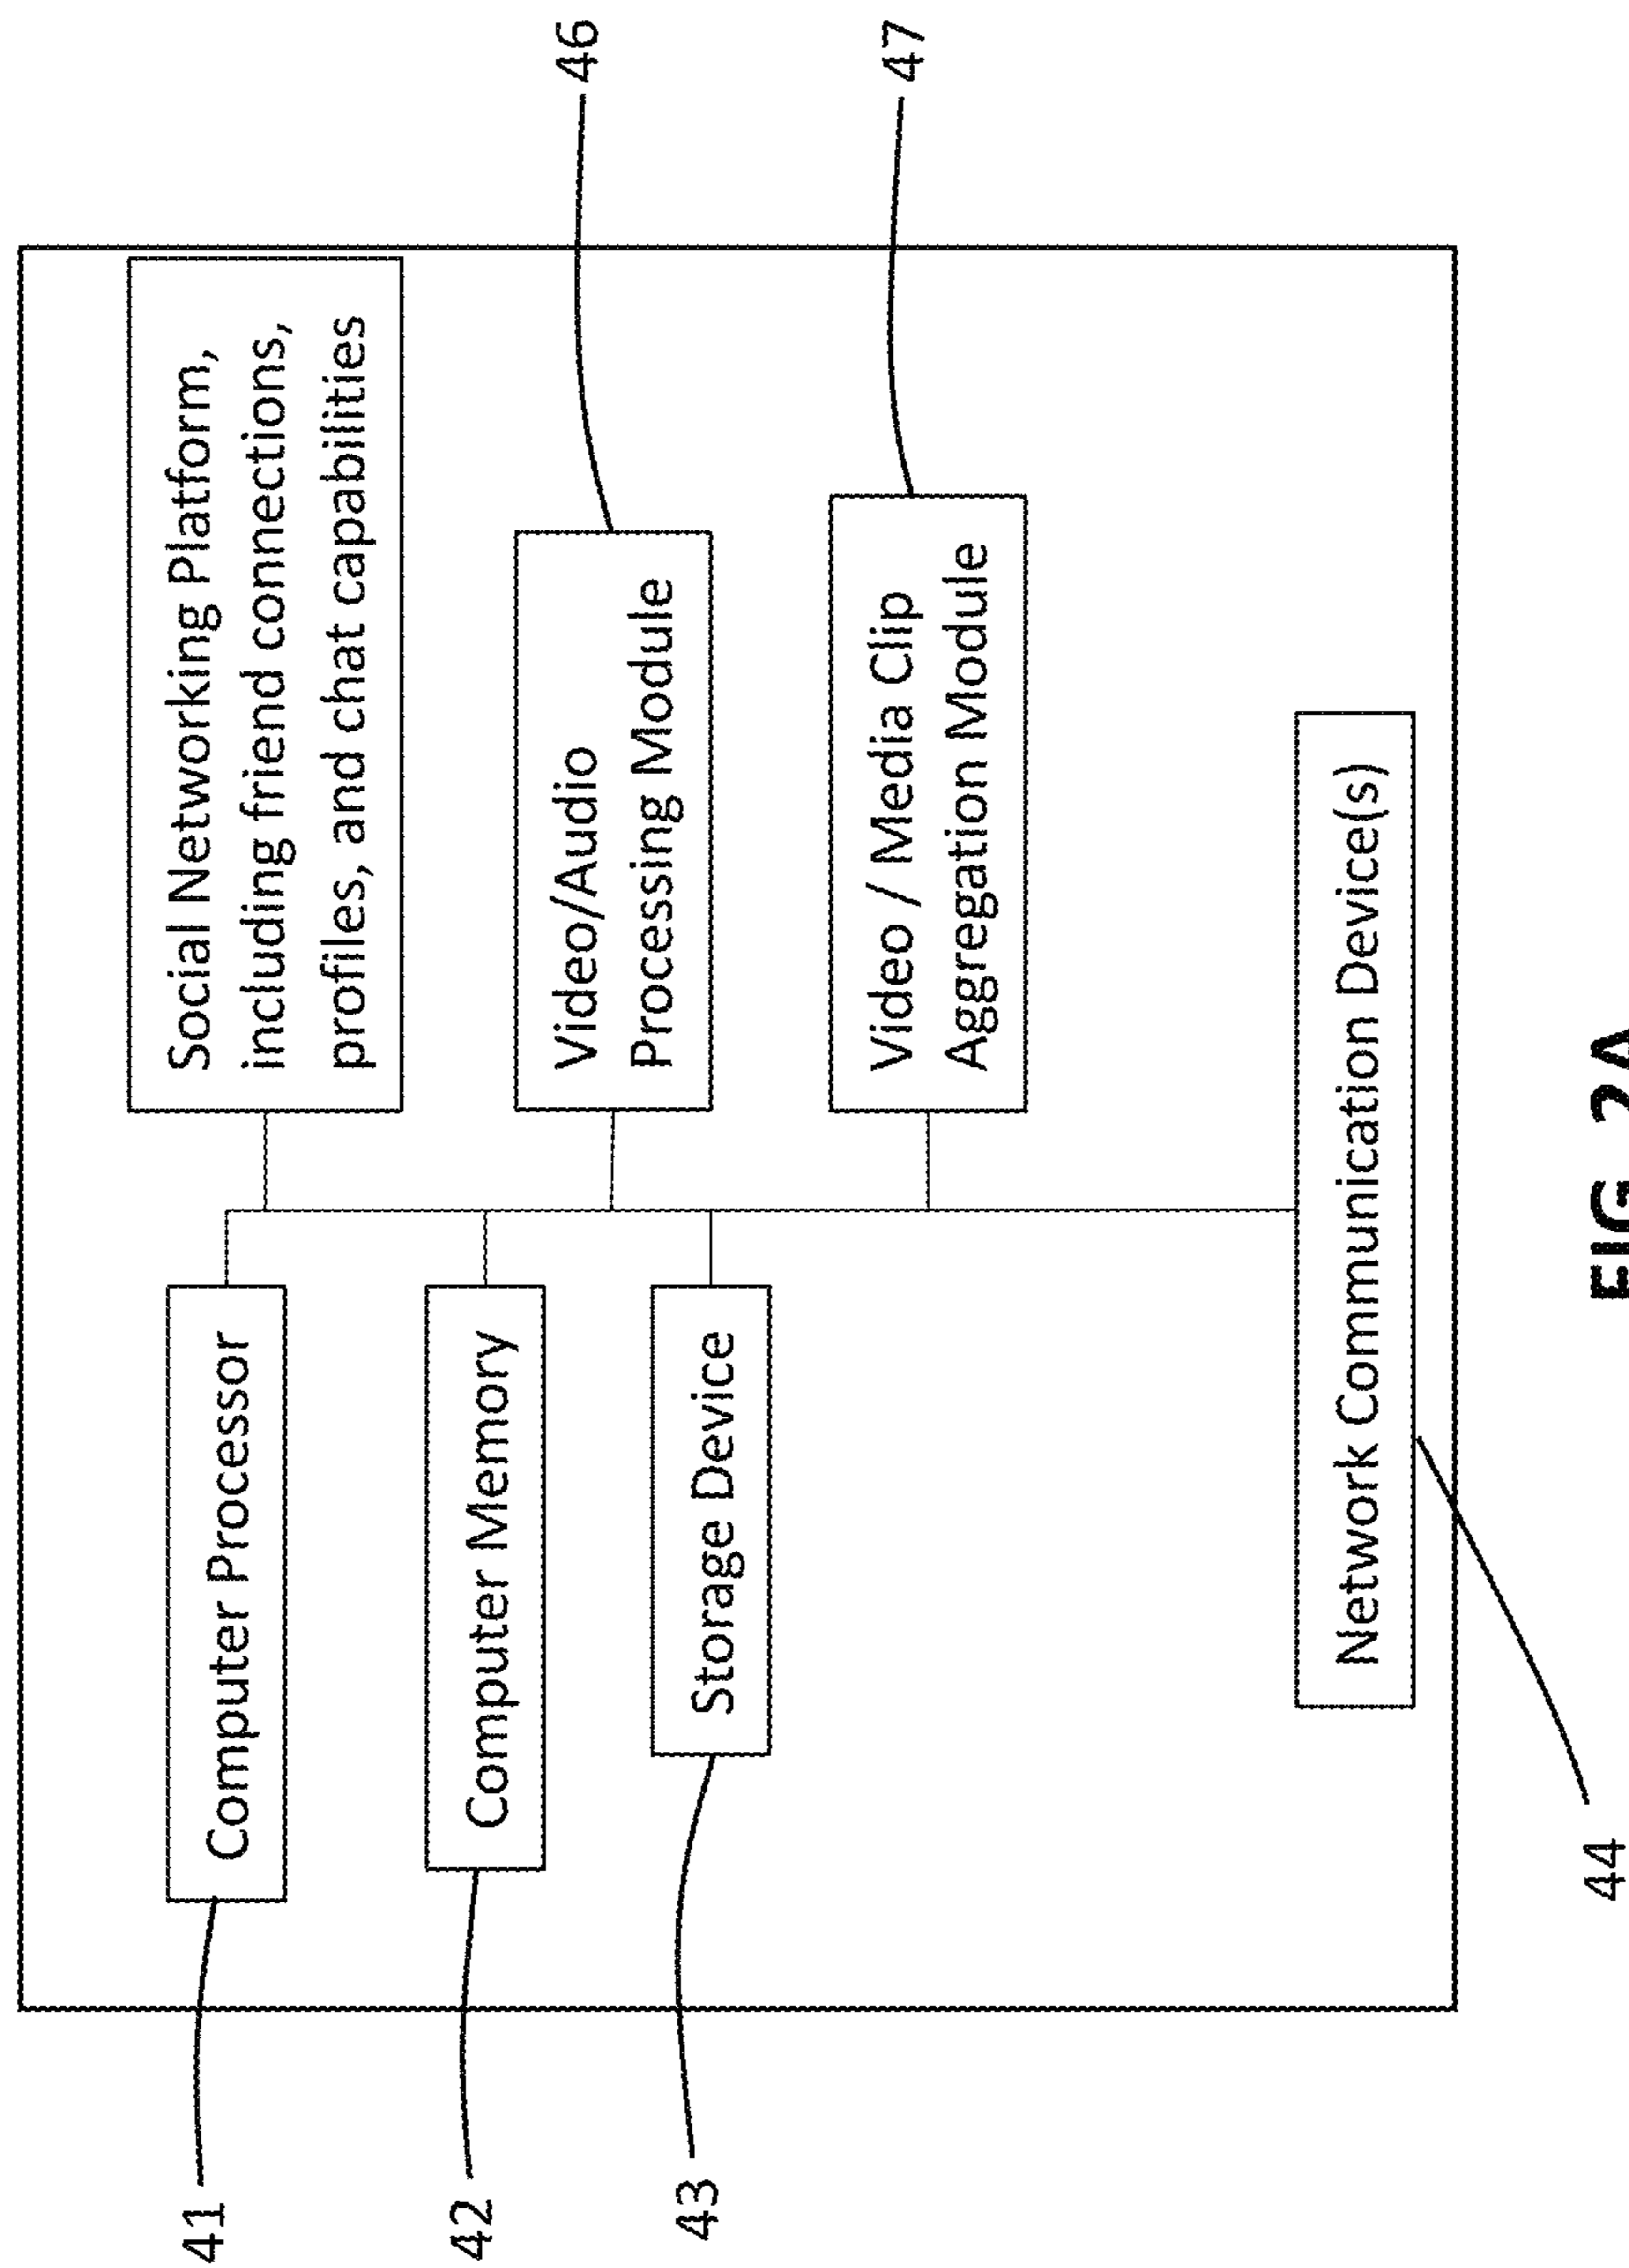 41
Computer Processor
42
Computer Memory
43
Storage Device
Social Networking Platform,
including friend connections,
profiles, and chat capabilities
Video/Audio
Processing Module
46
Video / Media Clip
Aggregation Module
47
Network Communication Device(s)
44
FIG. 2A